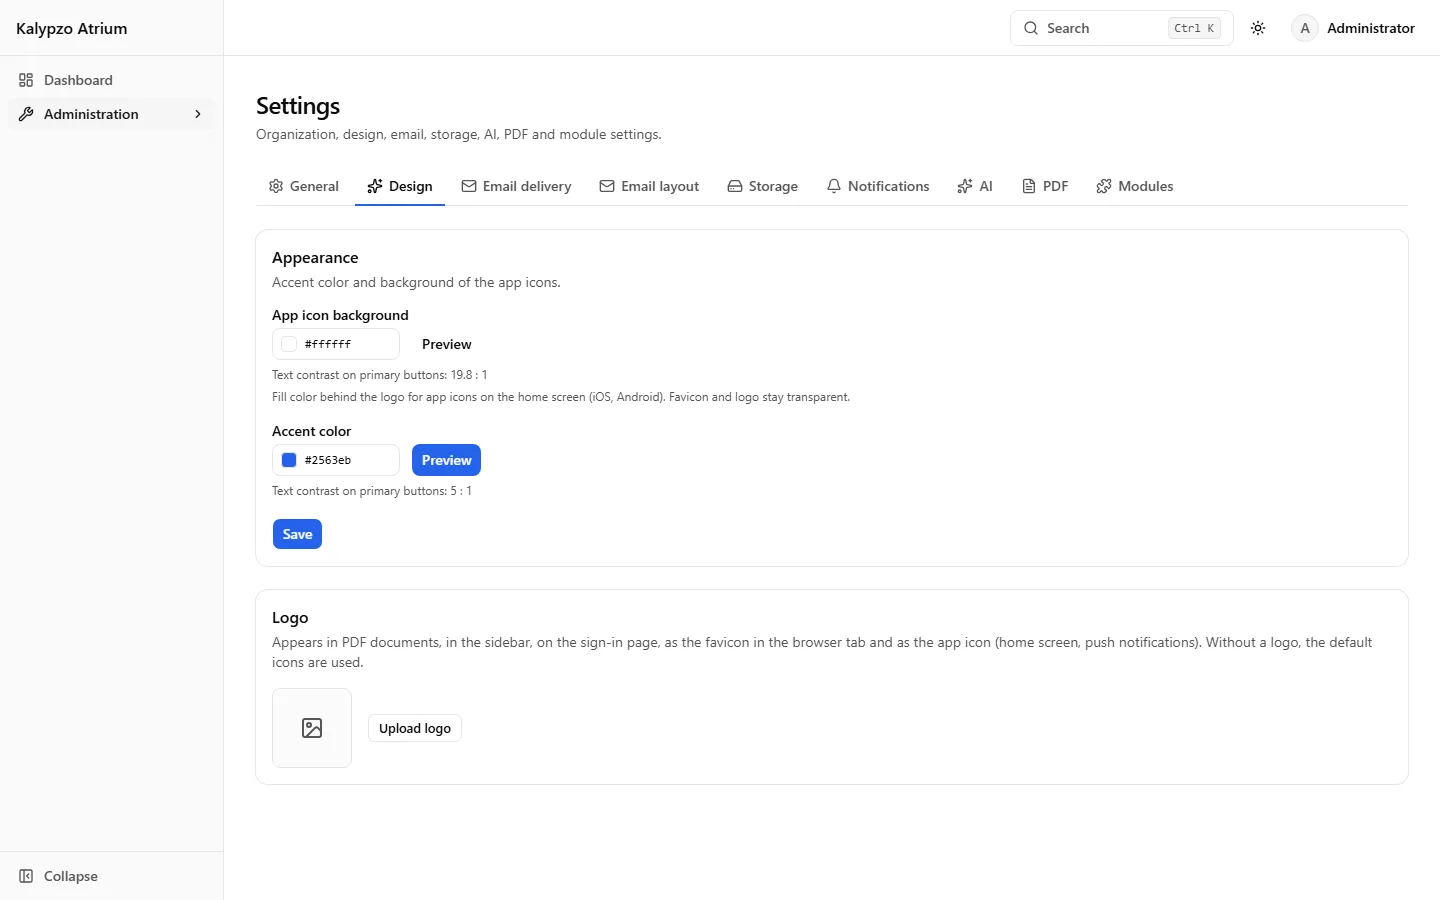 Kalypzo Atrium
Search
Ctrl K
A
Administrator
Dashboard
Administration
Settings
Organization, design, email, storage, AI, PDF and module settings.
General
Design
Email delivery
Email layout
Storage
Notifications
AI
PDF
Modules
Appearance
Accent color and background of the app icons.
App icon background
#ffffff
Preview
Text contrast on primary buttons: 19.8 : 1
Fill color behind the logo for app icons on the home screen (iOS, Android). Favicon and logo stay transparent.
Accent color
#2563eb
Preview
Text contrast on primary buttons: 5 : 1
Save
Logo
Appears in PDF documents, in the sidebar, on the sign-in page, as the favicon in the browser tab and as the app icon (home screen, push notifications). Without a logo, the default
icons are used.
Upload logo
Collapse